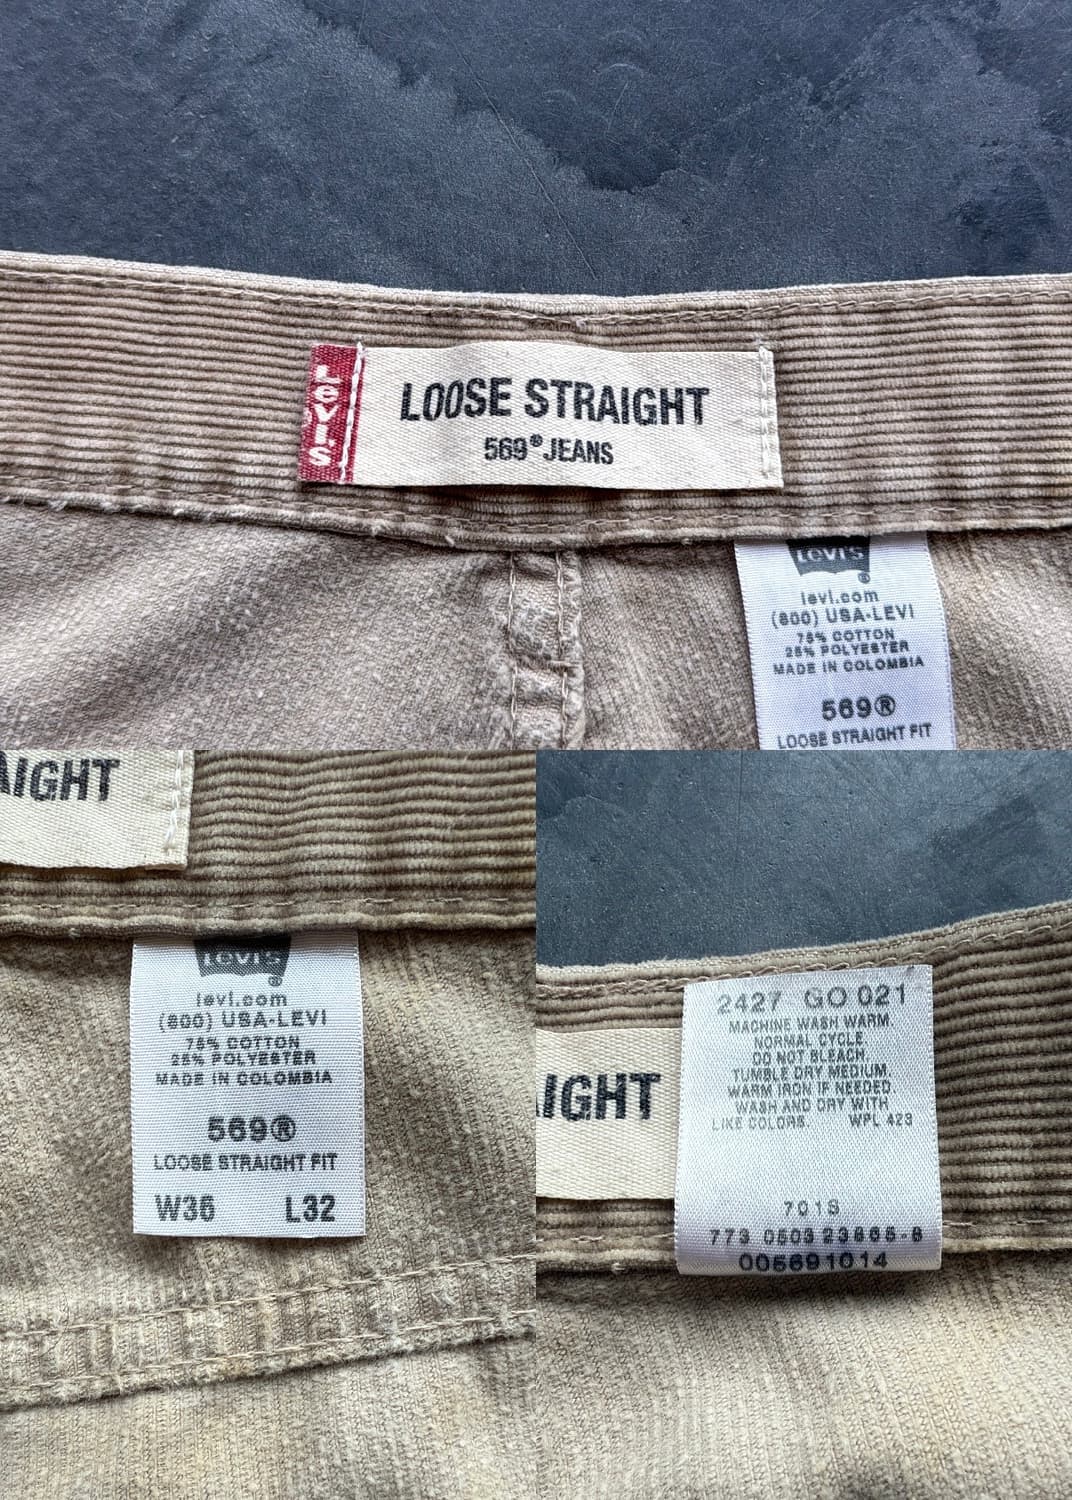 Levi's
LOOSE STRAIGHT
569® JEANS
Levi's
®
levi.com
(800) USA-LEVI
75% COTTON
25% POLYESTER
MADE IN COLOMBIA
569®
LOOSE STRAIGHT FIT
AIGHT
Levi's
®
levi.com
(800) USA-LEVI
75% COTTON
25% POLYESTER
MADE IN COLOMBIA
569®
LOOSE STRAIGHT FIT
W36 L32
IGHT
2427 GO 021
MACHINE WASH WARM.
NORMAL CYCLE.
DO NOT BLEACH.
TUMBLE DRY MEDIUM.
WARM IRON IF NEEDED.
WASH AND DRY WITH
LIKE COLORS. WPL 423
701S
773 0503
005691014